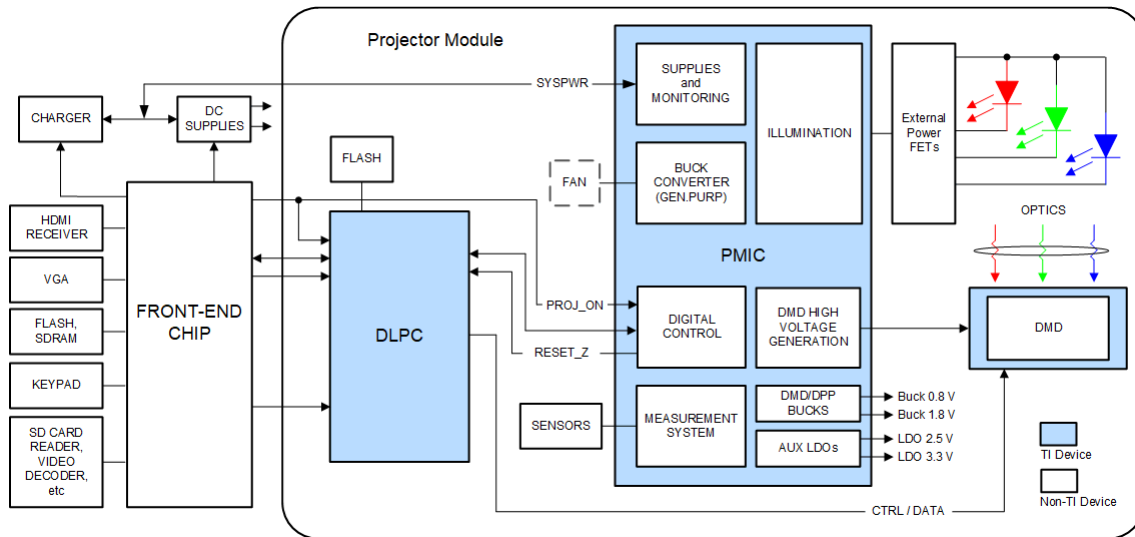 Projector Module
SYSPWR
SUPPLIES
and
MONITORING
ILLUMINATION
External
Power
FETs
CHARGER
DC
SUPPLIES
FLASH
FAN
BUCK
CONVERTER
(GEN.PURP)
HDMI
RECEIVER
VGA
FLASH,
SDRAM
KEYPAD
SD CARD
READER,
VIDEO
DECODER,
etc
FRONT-END
CHIP
DLPC
PMIC
OPTICS
PROJ_ON
RESET_Z
DIGITAL
CONTROL
DMD HIGH
VOLTAGE
GENERATION
DMD
SENSORS
MEASUREMENT
SYSTEM
DMD/DPP
BUCKS
AUX LDOs
Buck 0.8 V
Buck 1.8 V
LDO 2.5 V
LDO 3.3 V
CTRL / DATA
TI Device
Non-TI Device